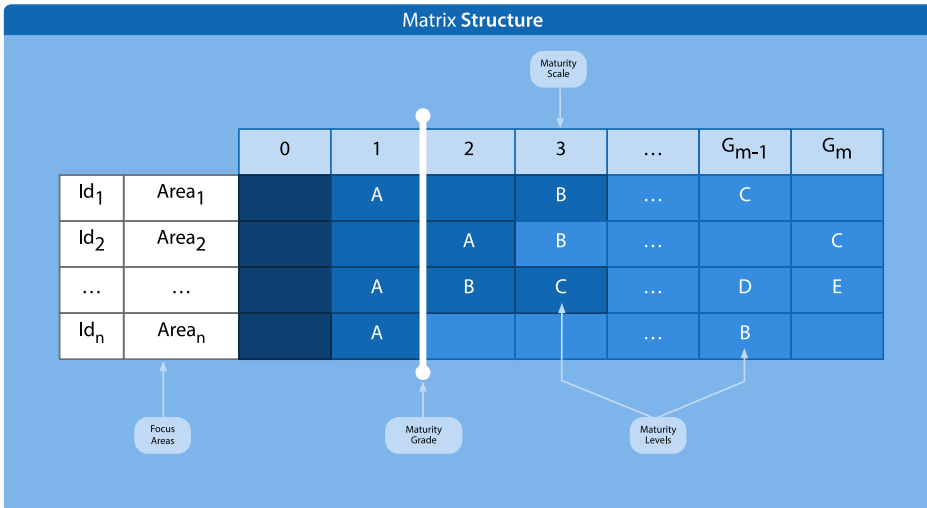 Matrix Structure
Maturity
Scale
0 1 2 3 … Gm-1 Gm
Id1 Area1 A B … C
Id2 Area2 A B … C
… … A B C … D E
Idn Arean A … B
Focus
Areas
Maturity
Grade
Maturity
Levels